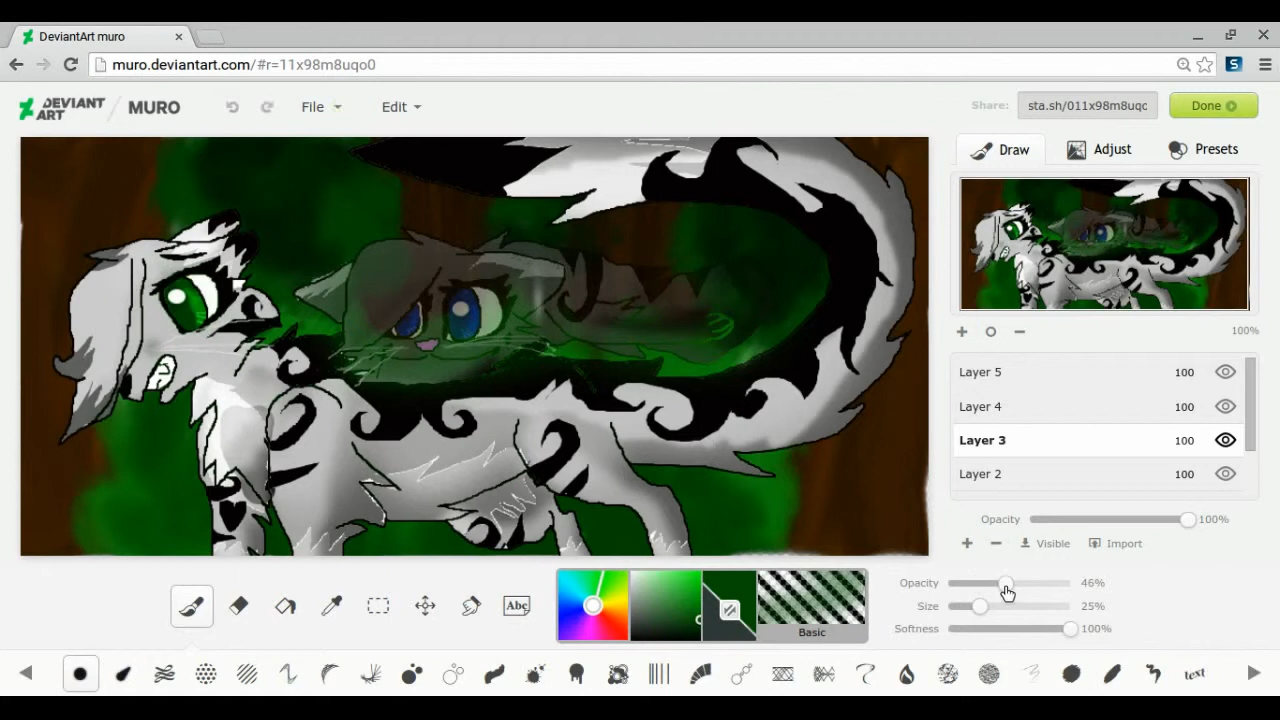 DeviantArt muro
muro.deviantart.com/#r=11x98m8uqo0
DEVIANT ART MURO File Edit Share: sta.sh/011x98m8uqc Done
Draw Adjust Presets
100%
Layer 5 100
Layer 4 100
Layer 3 100
Layer 2 100
Opacity 100%
Visible Import
Opacity 46%
Size 25%
Softness 100%
Abc
Basic
text